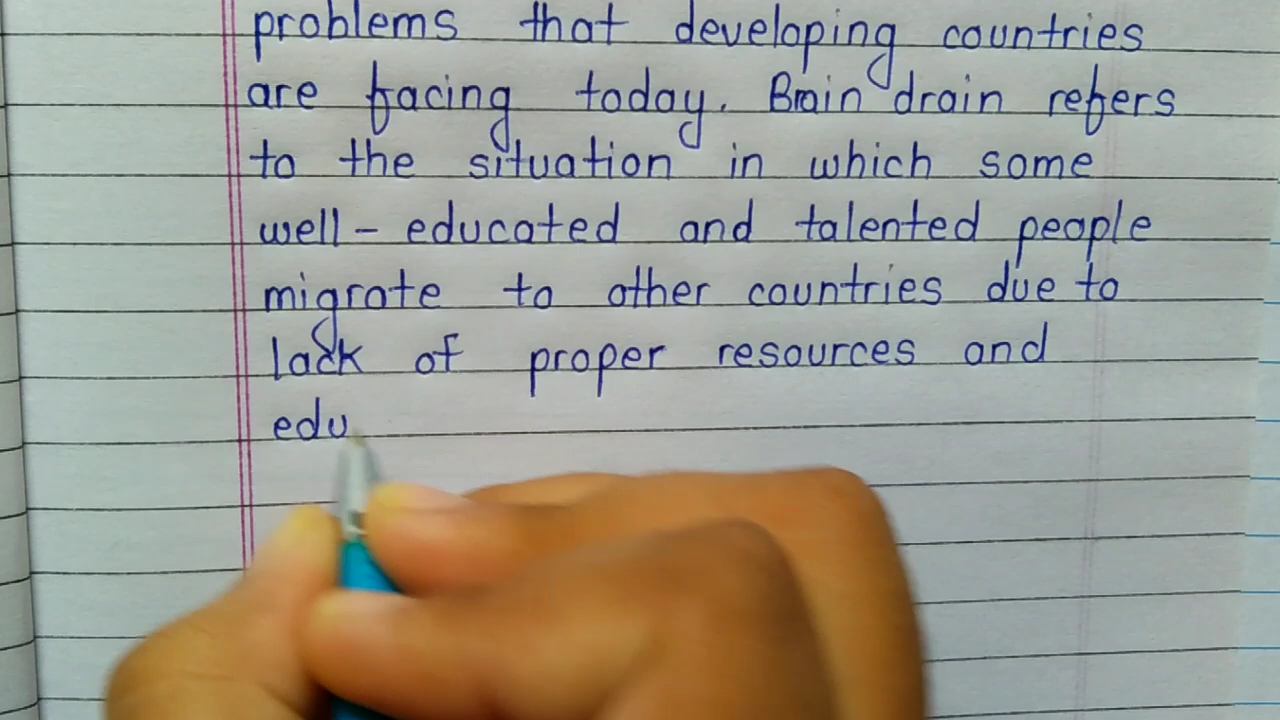 problems that developing countries
are facing today. Brain drain refers
to the situation in which some
well-educated and talented people
migrate to other countries due to
lack of proper resources and
edu